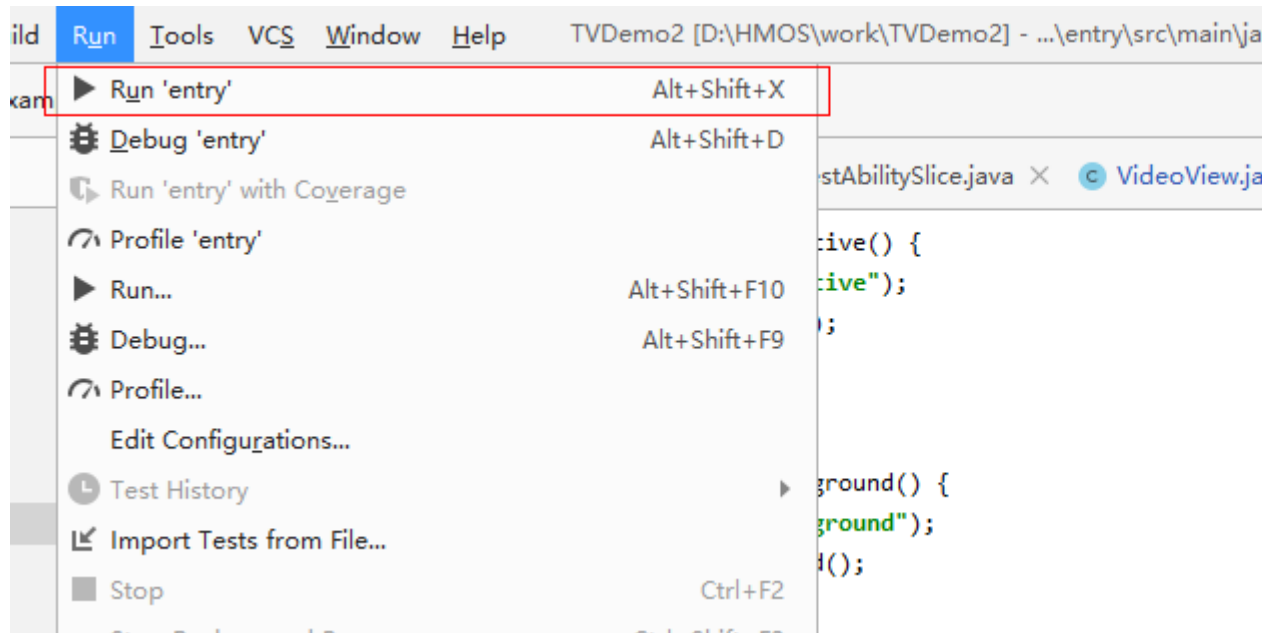 ild Run Tools VCS Window Help TVDemo2 [D:\HMOS\work\TVDemo2] - ...\entry\src\main\ja
xam
Run 'entry' Alt+Shift+X
Debug 'entry' Alt+Shift+D
Run 'entry' with Coverage
estAbilitySlice.java × C VideoView.ja
Profile 'entry'
tive() {
Run... Alt+Shift+F10
tive");
Debug... Alt+Shift+F9
);
Profile...
Edit Configurations...
Test History
ground() {
Import Tests from File...
ground");
Stop Ctrl+F2
d();